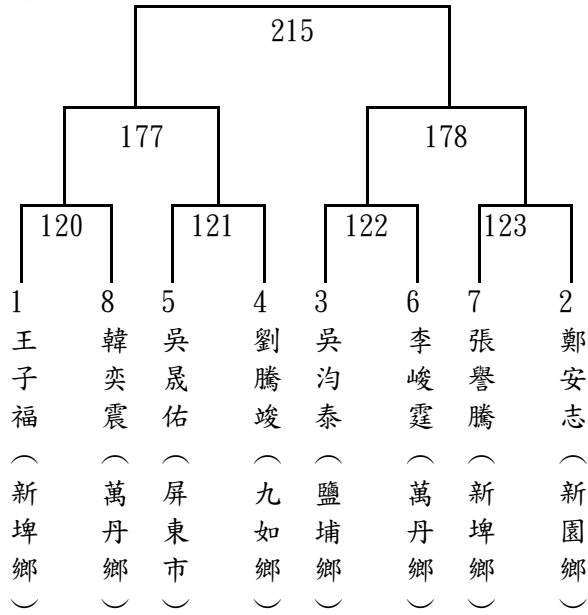 215
177 178
120 121 122 123
1 8 5 4 3 6 7 2
王子福（新埤鄉）
韓奕震（萬丹鄉）
吳晟佑（屏東市）
劉騰竣（九如鄉）
吳汮泰（鹽埔鄉）
李峻霆（萬丹鄉）
張譽騰（新埤鄉）
鄭安志（新園鄉）